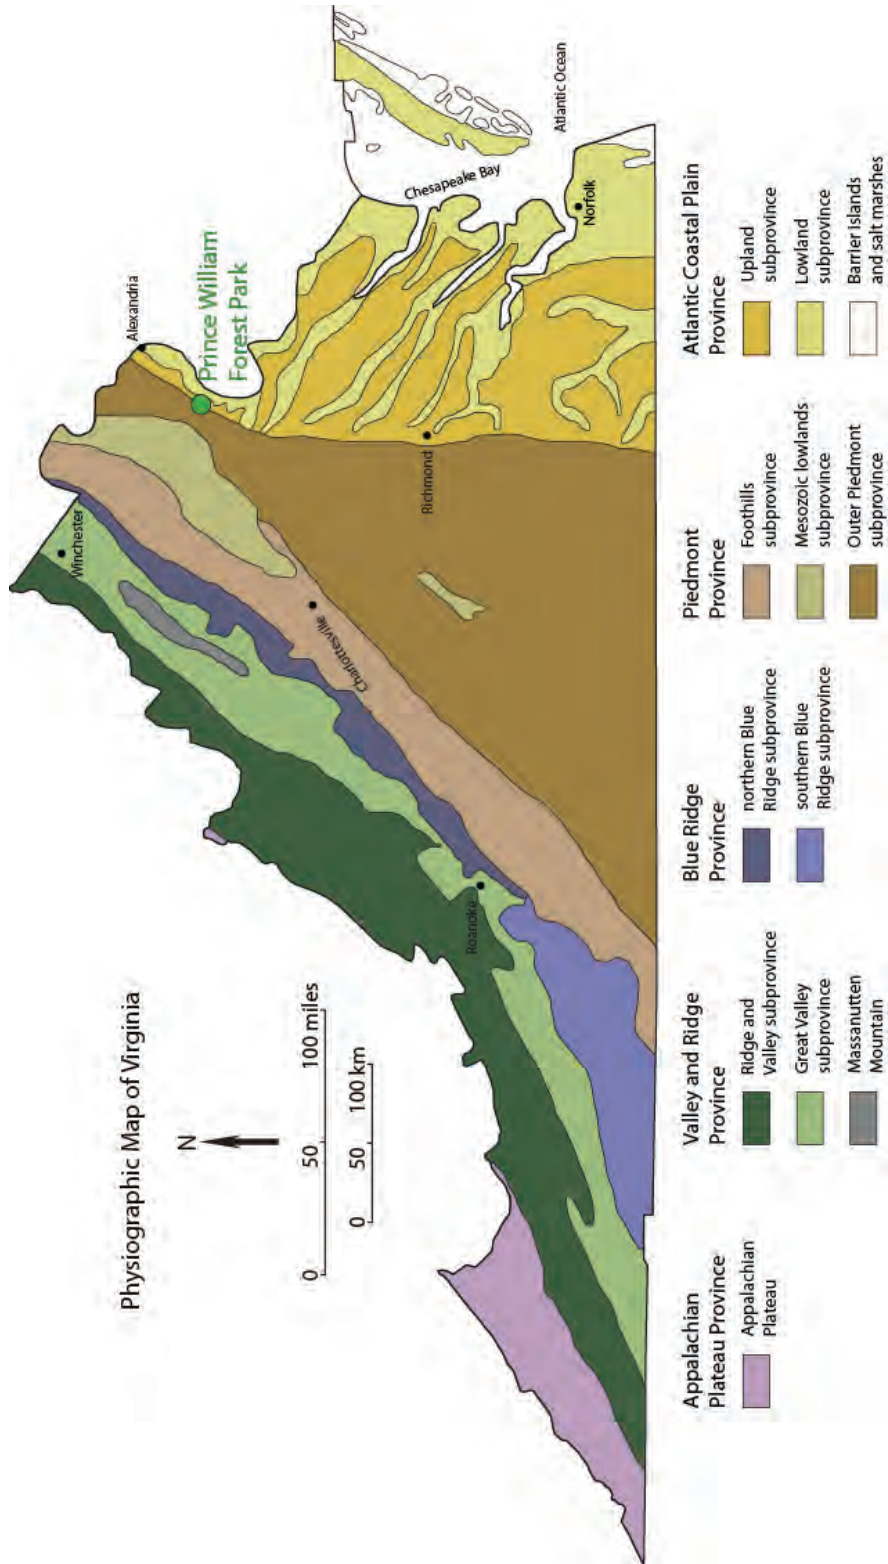 Physiographic Map of Virginia
N
0
50
100 miles
0
50
100 km
Winchester
Alexandria
Prince William
Forest Park
Charlottesville
Chesapeake Bay
Atlantic Ocean
Roanoke
Richmond
Norfolk
Appalachian
Plateau Province
Appalachian
Plateau
Valley and Ridge
Province
Ridge and
Valley subprovince
Great Valley
subprovince
Massanutten
Mountain
Blue Ridge
Province
northern Blue
Ridge subprovince
southern Blue
Ridge subprovince
Piedmont
Province
Foothills
subprovince
Mesozoic lowlands
subprovince
Outer Piedmont
subprovince
Atlantic Coastal Plain
Province
Upland
subprovince
Lowland
subprovince
Barrier islands
and salt marshes